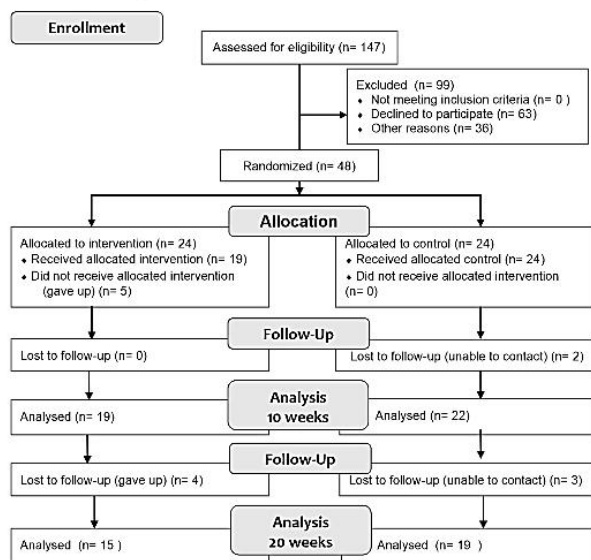 Enrollment
Assessed for eligibility (n= 147)
Excluded (n= 99)
♦ Not meeting inclusion criteria (n= 0 )
♦ Declined to participate (n= 63)
♦ Other reasons (n= 36)
Randomized (n= 48)
Allocation
Allocated to intervention (n= 24)
♦ Received allocated intervention (n= 19)
♦ Did not receive allocated intervention
(gave up) (n= 5)
Allocated to control (n= 24)
♦ Received allocated control (n= 24)
♦ Did not receive allocated intervention
(n= 0)
Follow-Up
Lost to follow-up (n= 0)
Lost to follow-up (unable to contact) (n= 2)
Analysis
10 weeks
Analysed (n= 19)
Analysed (n= 22)
Follow-Up
Lost to follow-up (gave up) (n= 4)
Lost to follow-up (unable to contact) (n= 3)
Analysis
20 weeks
Analysed (n= 15 )
Analysed (n= 19 )